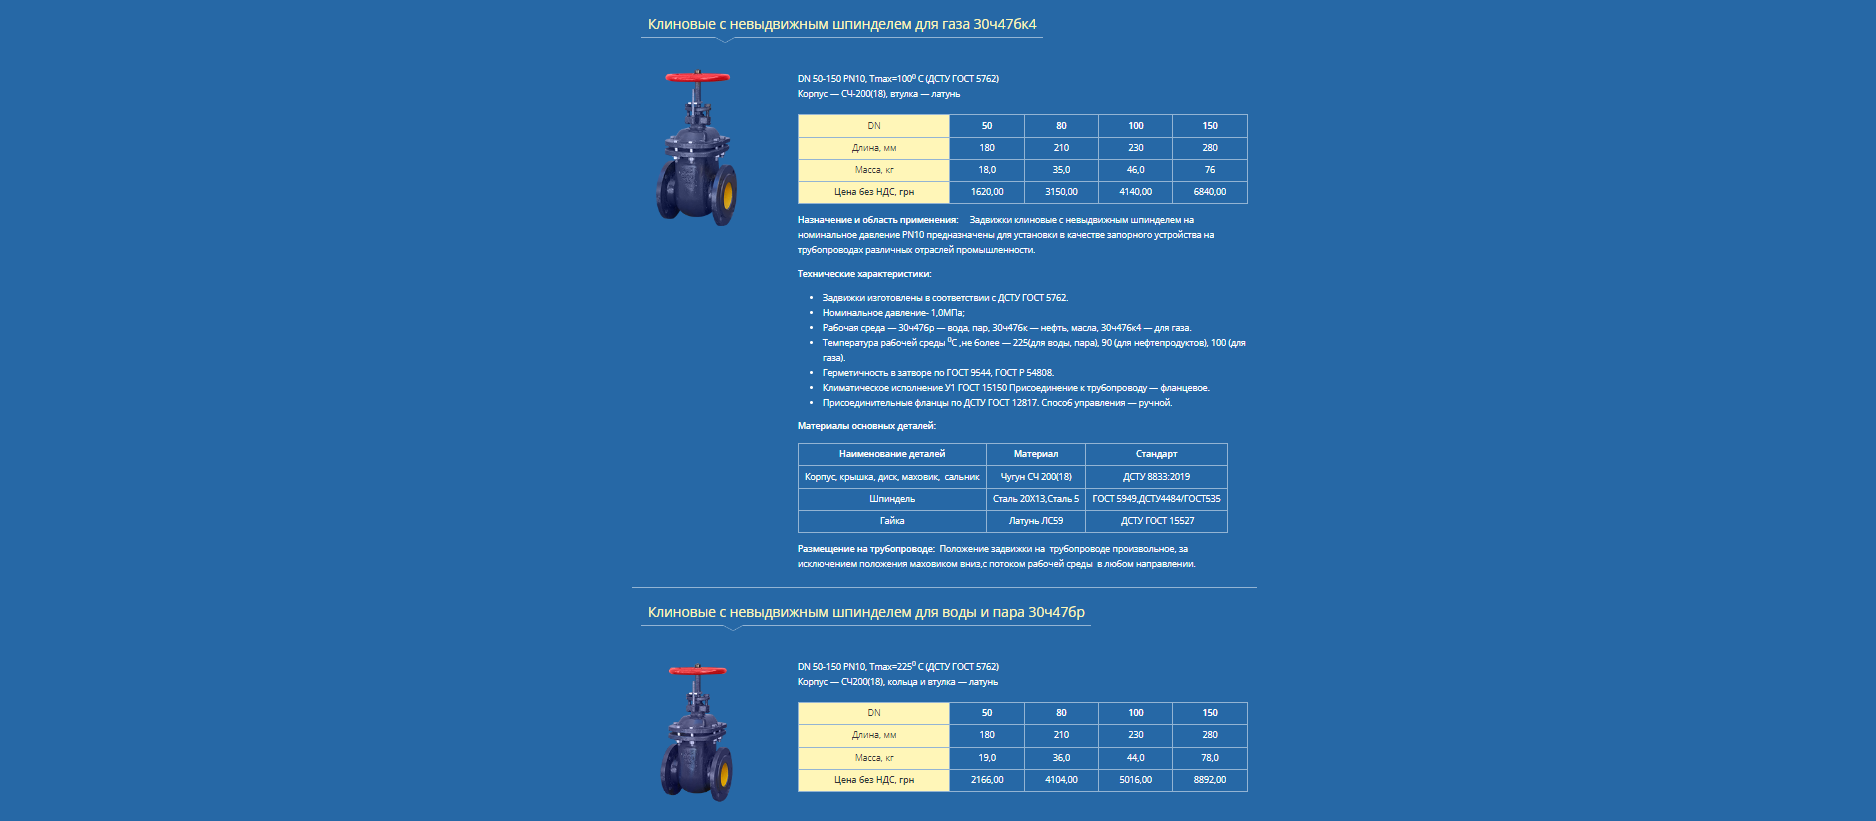 Клиновые с невыдвижным шпинделем для газа 30ч47бк4
DN 50-150 PN10, Tmax=100⁰ С (ДСТУ ГОСТ 5762)
Корпус — СЧ-200(18), втулка — латунь
DN 50 80 100 150
Длина, мм 180 210 230 280
Масса, кг 18,0 35,0 46,0 76
Цена без НДС, грн 1620,00 3150,00 4140,00 6840,00
Назначение и область применения: Задвижки клиновые с невыдвижным шпинделем на
номинальное давление PN10 предназначены для установки в качестве запорного устройства на
трубопроводах различных отраслей промышленности.
Технические характеристики:
• Задвижки изготовлены в соответствии с ДСТУ ГОСТ 5762.
• Номинальное давление- 1,0МПа;
• Рабочая среда — 30ч47бр — вода, пар, 30ч47бк — нефть, масла, 30ч47бк4 — для газа.
• Температура рабочей среды ⁰С ,не более — 225(для воды, пара), 90 (для нефтепродуктов), 100 (для
газа).
• Герметичность в затворе по ГОСТ 9544, ГОСТ Р 54808.
• Климатическое исполнение У1 ГОСТ 15150 Присоединение к трубопроводу — фланцевое.
• Присоединительные фланцы по ДСТУ ГОСТ 12817. Способ управления — ручной.
Материалы основных деталей:
Наименование деталей Материал Стандарт
Корпус, крышка, диск, маховик, сальник Чугун СЧ 200(18) ДСТУ 8833:2019
Шпиндель Сталь 20Х13,Сталь 5 ГОСТ 5949,ДСТУ4484/ГОСТ535
Гайка Латунь ЛС59 ДСТУ ГОСТ 15527
Размещение на трубопроводе: Положение задвижки на трубопроводе произвольное, за
исключением положения маховиком вниз,с потоком рабочей среды в любом направлении.
Клиновые с невыдвижным шпинделем для воды и пара 30ч47бр
DN 50-150 PN10, Tmax=225⁰ С (ДСТУ ГОСТ 5762)
Корпус — СЧ200(18), кольца и втулка — латунь
DN 50 80 100 150
Длина, мм 180 210 230 280
Масса, кг 19,0 36,0 44,0 78,0
Цена без НДС, грн 2166,00 4104,00 5016,00 8892,00